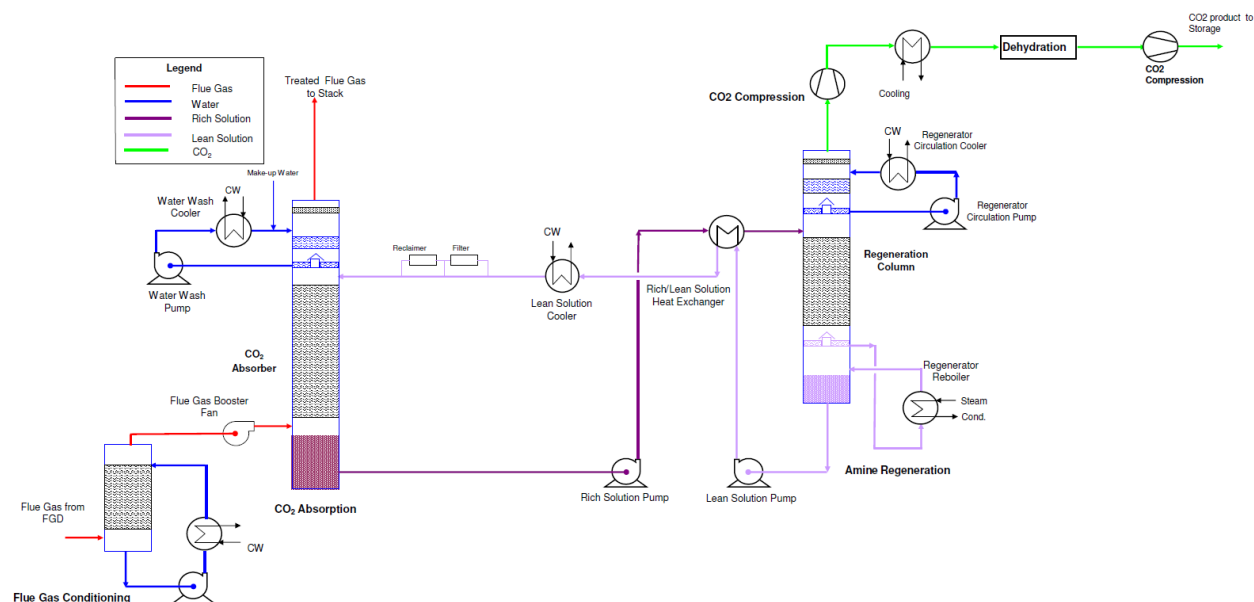 Legend
Flue Gas
Water
Rich Solution
Lean Solution
CO2
Treated Flue Gas
to Stack
Make-up Water
CW
Water Wash
Cooler
Water Wash
Pump
CO2
Absorber
Flue Gas Booster
Fan
Flue Gas from
FGD
CW
Flue Gas Conditioning
CO2 Absorption
Reclaimer
Filter
CW
Lean Solution
Cooler
Rich/Lean Solution
Heat Exchanger
Rich Solution Pump
Lean Solution Pump
CO2 Compression
Cooling
Dehydration
CO2
Compression
CO2 product to
Storage
CW
Regenerator
Circulation Cooler
Regenerator
Circulation Pump
Regeneration
Column
Regenerator
Reboiler
Steam
Cond.
Amine Regeneration